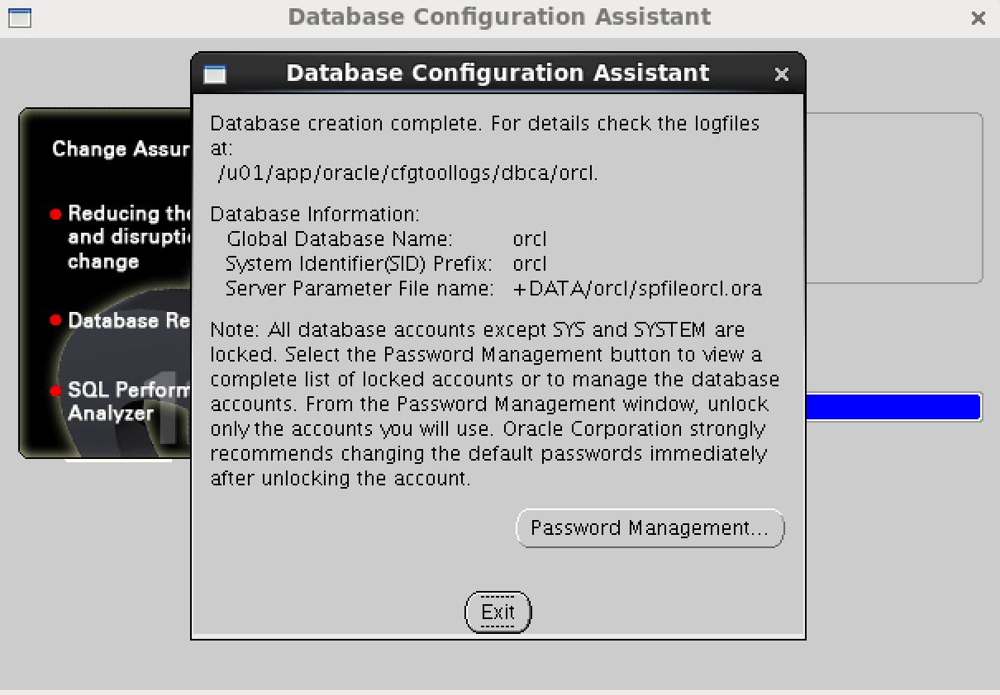 Database Configuration Assistant
Database Configuration Assistant
Change Assur
Reducing the
and disrupti
change
Database Re
SQL Perform
Analyzer
Database creation complete. For details check the logfiles
at:
/u01/app/oracle/cfgtoollogs/dbca/orcl.
Database Information:
Global Database Name: orcl
System Identifier(SID) Prefix: orcl
Server Parameter File name: +DATA/orcl/spfileorcl.ora
Note: All database accounts except SYS and SYSTEM are
locked. Select the Password Management button to view a
complete list of locked accounts or to manage the database
accounts. From the Password Management window, unlock
only the accounts you will use. Oracle Corporation strongly
recommends changing the default passwords immediately
after unlocking the account.
Password Management...
Exit